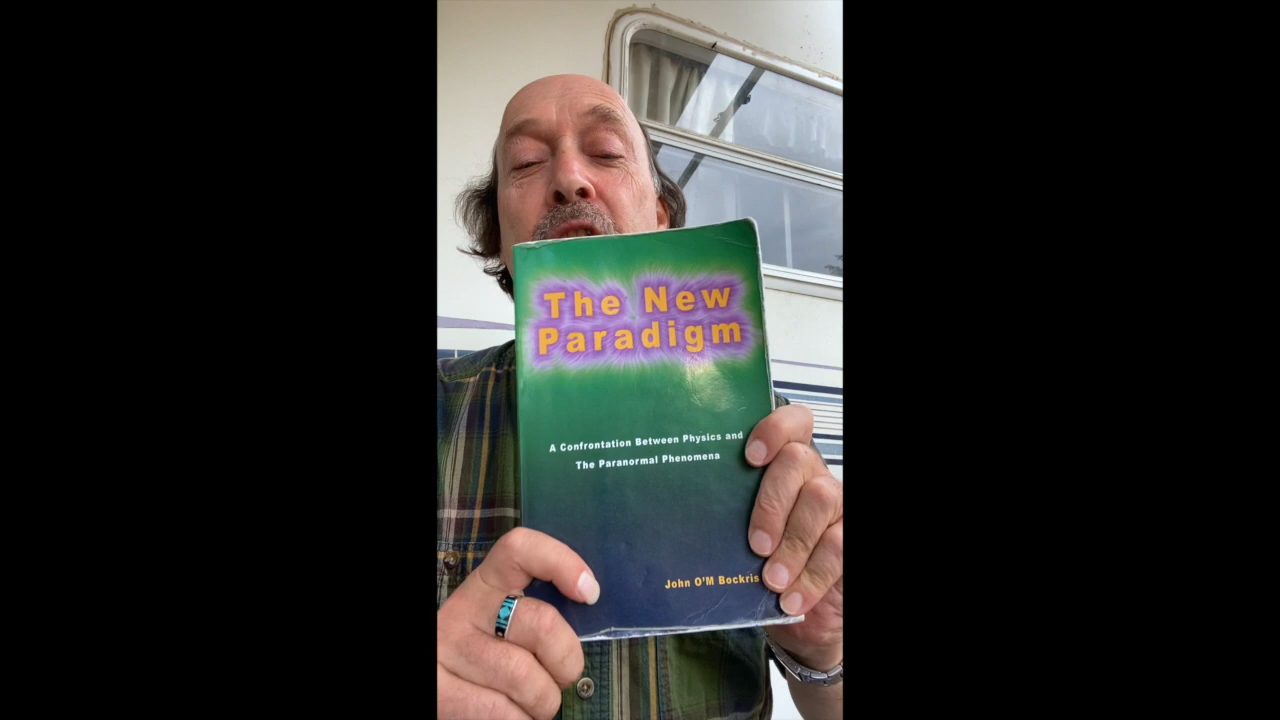 The New
Paradigm
A Confrontation Between Physics and
The Paranormal Phenomena
John O'M Bockris